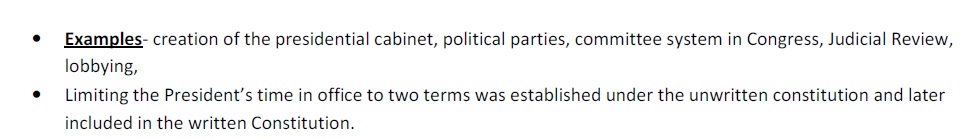 • Examples- creation of the presidential cabinet, political parties, committee system in Congress, Judicial Review,
lobbying,
• Limiting the President’s time in office to two terms was established under the unwritten constitution and later
included in the written Constitution.